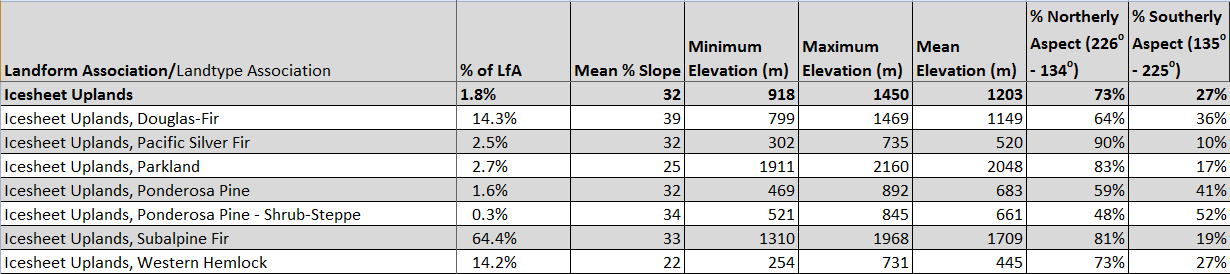 Landform Association/Landtype Association | % of LfA | Mean % Slope | Minimum Elevation (m) | Maximum Elevation (m) | Mean Elevation (m) | % Northerly Aspect (226° - 134°) | % Southerly Aspect (135° - 225°)
Icesheet Uplands | 1.8% | 32 | 918 | 1450 | 1203 | 73% | 27%
Icesheet Uplands, Douglas-Fir | 14.3% | 39 | 799 | 1469 | 1149 | 64% | 36%
Icesheet Uplands, Pacific Silver Fir | 2.5% | 32 | 302 | 735 | 520 | 90% | 10%
Icesheet Uplands, Parkland | 2.7% | 25 | 1911 | 2160 | 2048 | 83% | 17%
Icesheet Uplands, Ponderosa Pine | 1.6% | 32 | 469 | 892 | 683 | 59% | 41%
Icesheet Uplands, Ponderosa Pine - Shrub-Steppe | 0.3% | 34 | 521 | 845 | 661 | 48% | 52%
Icesheet Uplands, Subalpine Fir | 64.4% | 33 | 1310 | 1968 | 1709 | 81% | 19%
Icesheet Uplands, Western Hemlock | 14.2% | 22 | 254 | 731 | 445 | 73% | 27%